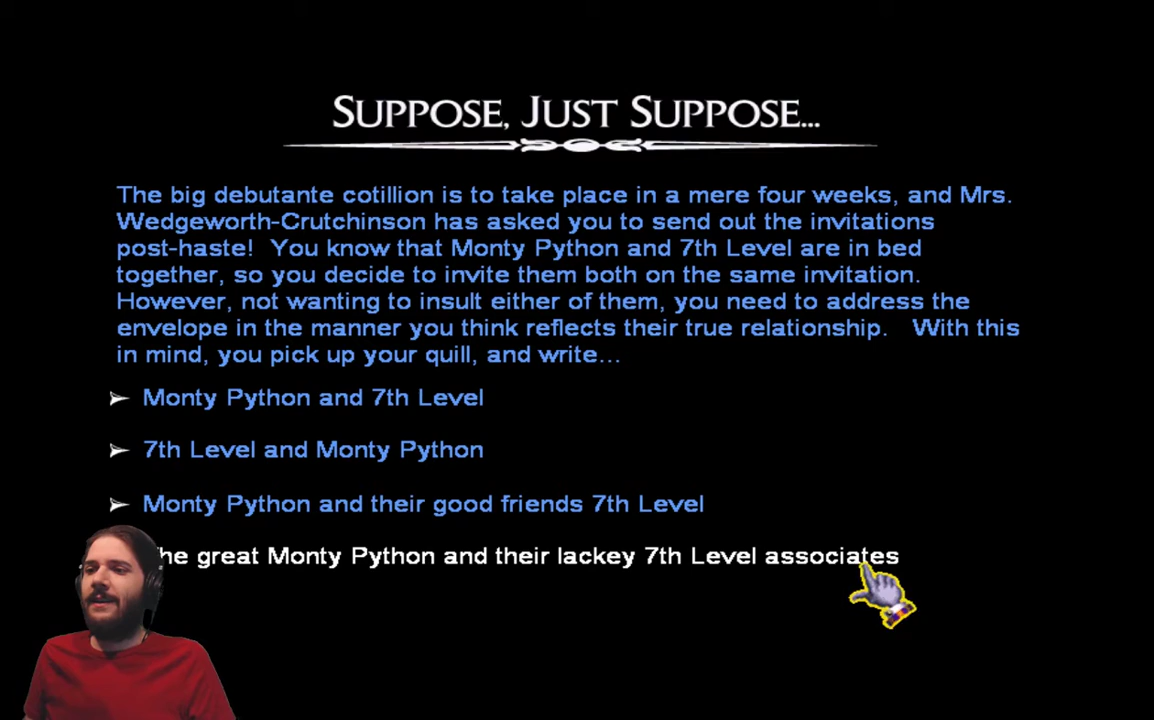 SUPPOSE, JUST SUPPOSE...
The big debutante cotillion is to take place in a mere four weeks, and Mrs.
Wedgeworth-Crutchinson has asked you to send out the invitations
post-haste!  You know that Monty Python and 7th Level are in bed
together, so you decide to invite them both on the same invitation.
However, not wanting to insult either of them, you need to address the
envelope in the manner you think reflects their true relationship.   With this
in mind, you pick up your quill, and write...
Monty Python and 7th Level
7th Level and Monty Python
Monty Python and their good friends 7th Level
The great Monty Python and their lackey 7th Level associates